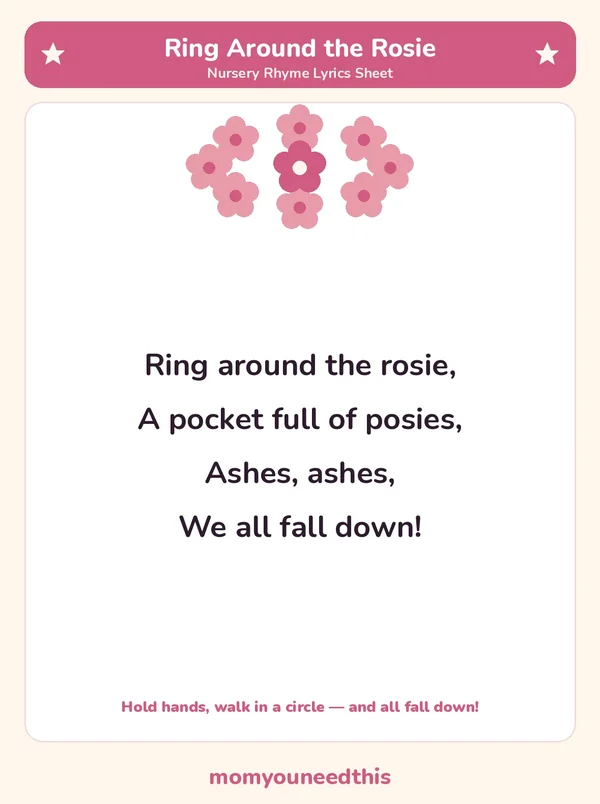 Ring Around the Rosie
Nursery Rhyme Lyrics Sheet
Ring around the rosie,
A pocket full of posies,
Ashes, ashes,
We all fall down!
Hold hands, walk in a circle — and all fall down!
momyouneedthis